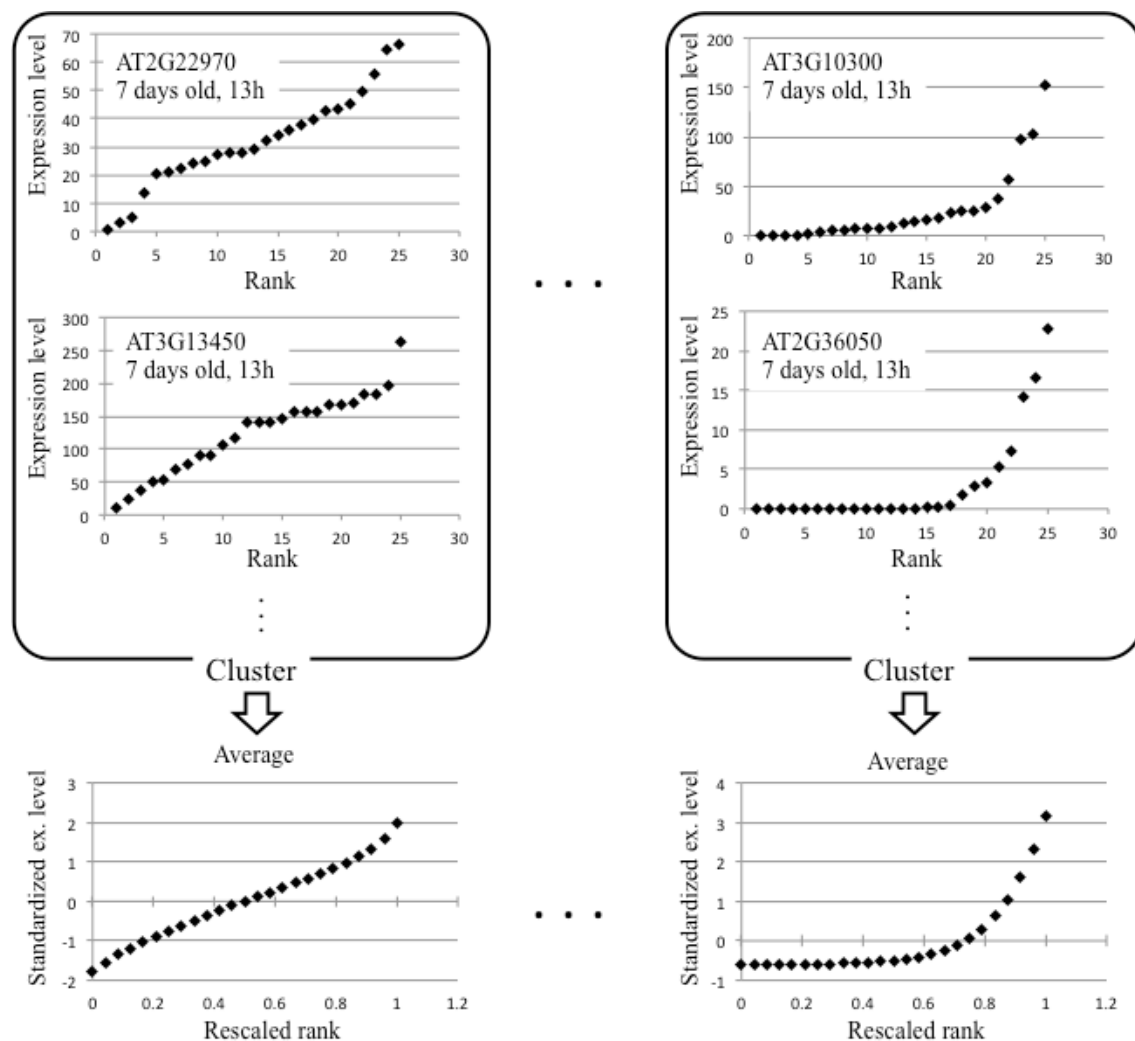 70
60
50
40
30
20
10
0
Expression level
AT2G22970
7 days old, 13h
0 5 10 15 20 25 30
Rank
300
250
200
150
100
50
0
Expression level
AT3G13450
7 days old, 13h
0 5 10 15 20 25 30
Rank
Cluster
Average
3
2
1
0
-1
-2
Standardized ex. level
0 0.2 0.4 0.6 0.8 1 1.2
Rescaled rank
200
150
100
50
0
Expression level
AT3G10300
7 days old, 13h
0 5 10 15 20 25 30
Rank
25
20
15
10
5
0
Expression level
AT2G36050
7 days old, 13h
0 5 10 15 20 25 30
Rank
Cluster
Average
4
3
2
1
0
-1
Standardized ex. level
0 0.2 0.4 0.6 0.8 1 1.2
Rescaled rank